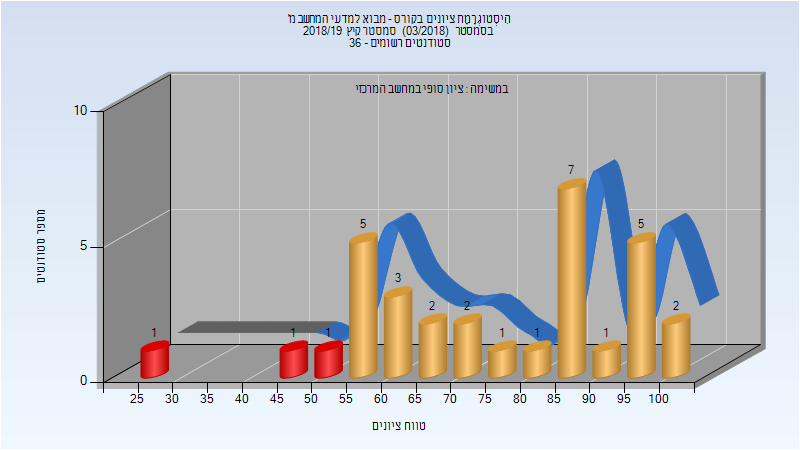 היסטוגרמת ציונים בקורס - מבוא למדעי המחשב מ'
בסמסטר (03/2018) סמסטר קיץ 2018/19
סטודנטים רשומים - 36
במשימה : ציון סופי במחשב המרכזי
10
5
0
מספר סטודנטים
1 1 1 5 3 2 2 1 1 7 1 5 2
25 30 35 40 45 50 55 60 65 70 75 80 85 90 95 100
טווח ציונים